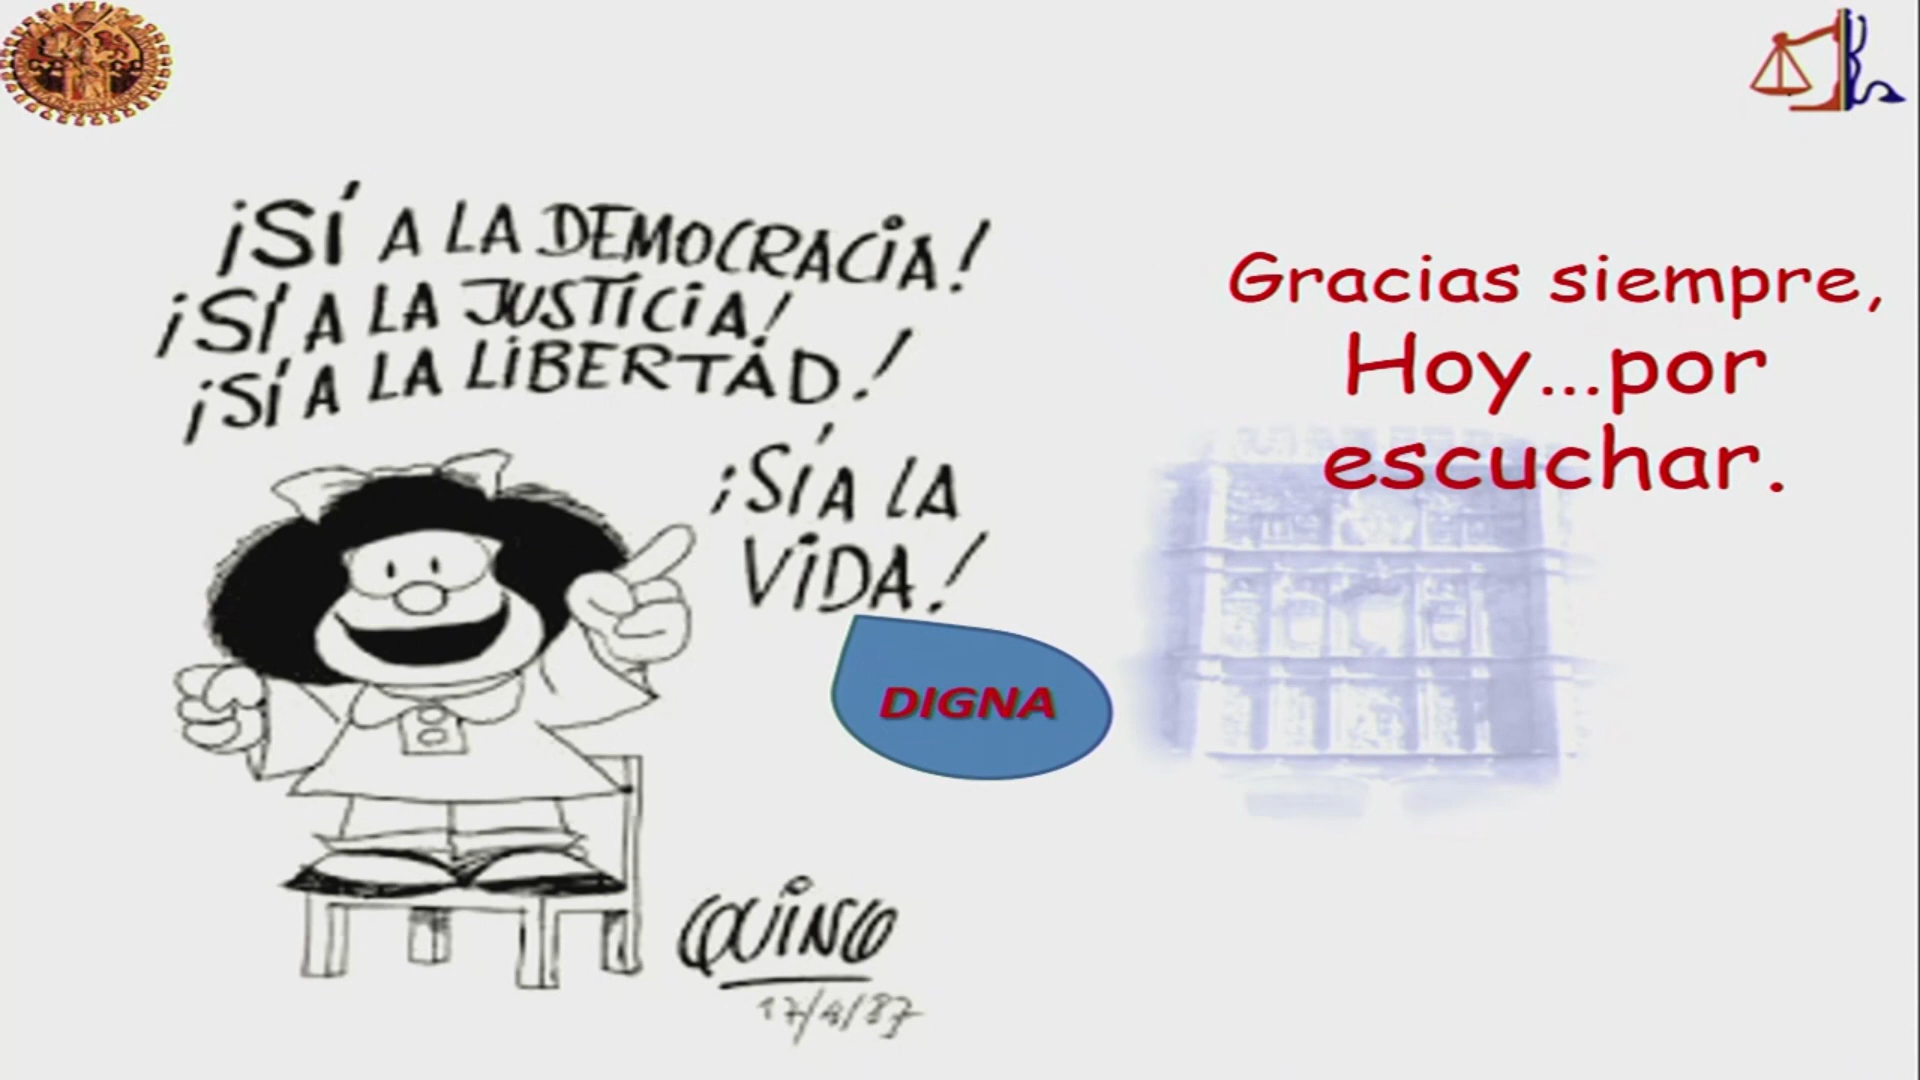 ¡SÍ A LA DEMOCRACIA!
¡SÍ A LA JUSTICIA!
¡SÍ A LA LIBERTAD!
¡SÍ A LA
VIDA!
DIGNA
QUINO
17/4/87
Gracias siempre,
Hoy...por
escuchar.